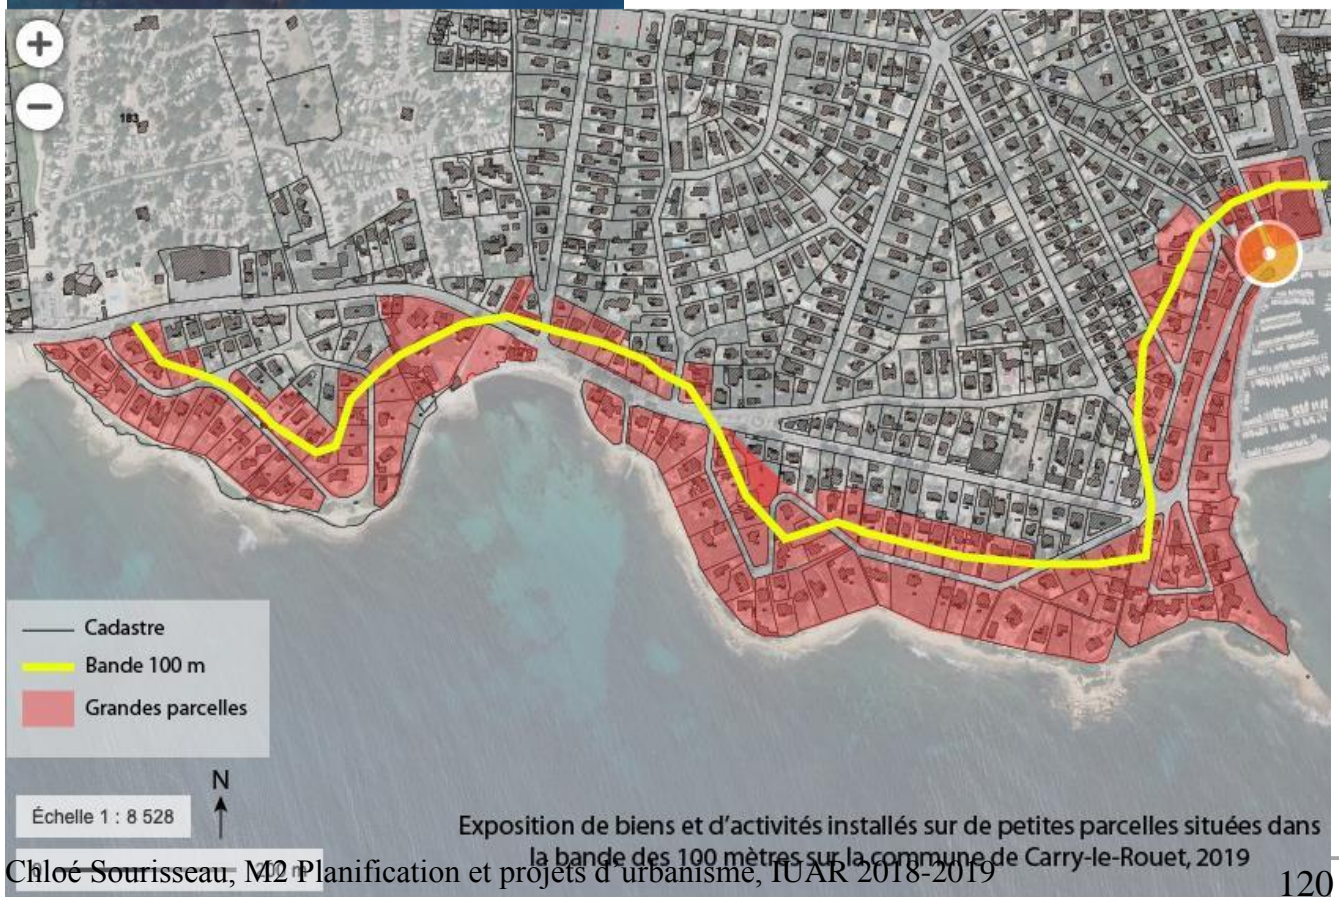 +
−
183
Cadastre
Bande 100 m
Grandes parcelles
N
Échelle 1 : 8 528
0 200 m
Exposition de biens et d'activités installés sur de petites parcelles situées dans
la bande des 100 mètres sur la commune de Carry-le-Rouet, 2019
Chloé Sourisseau, M2 Planification et projets d'urbanisme, IUAR 2018-2019
120